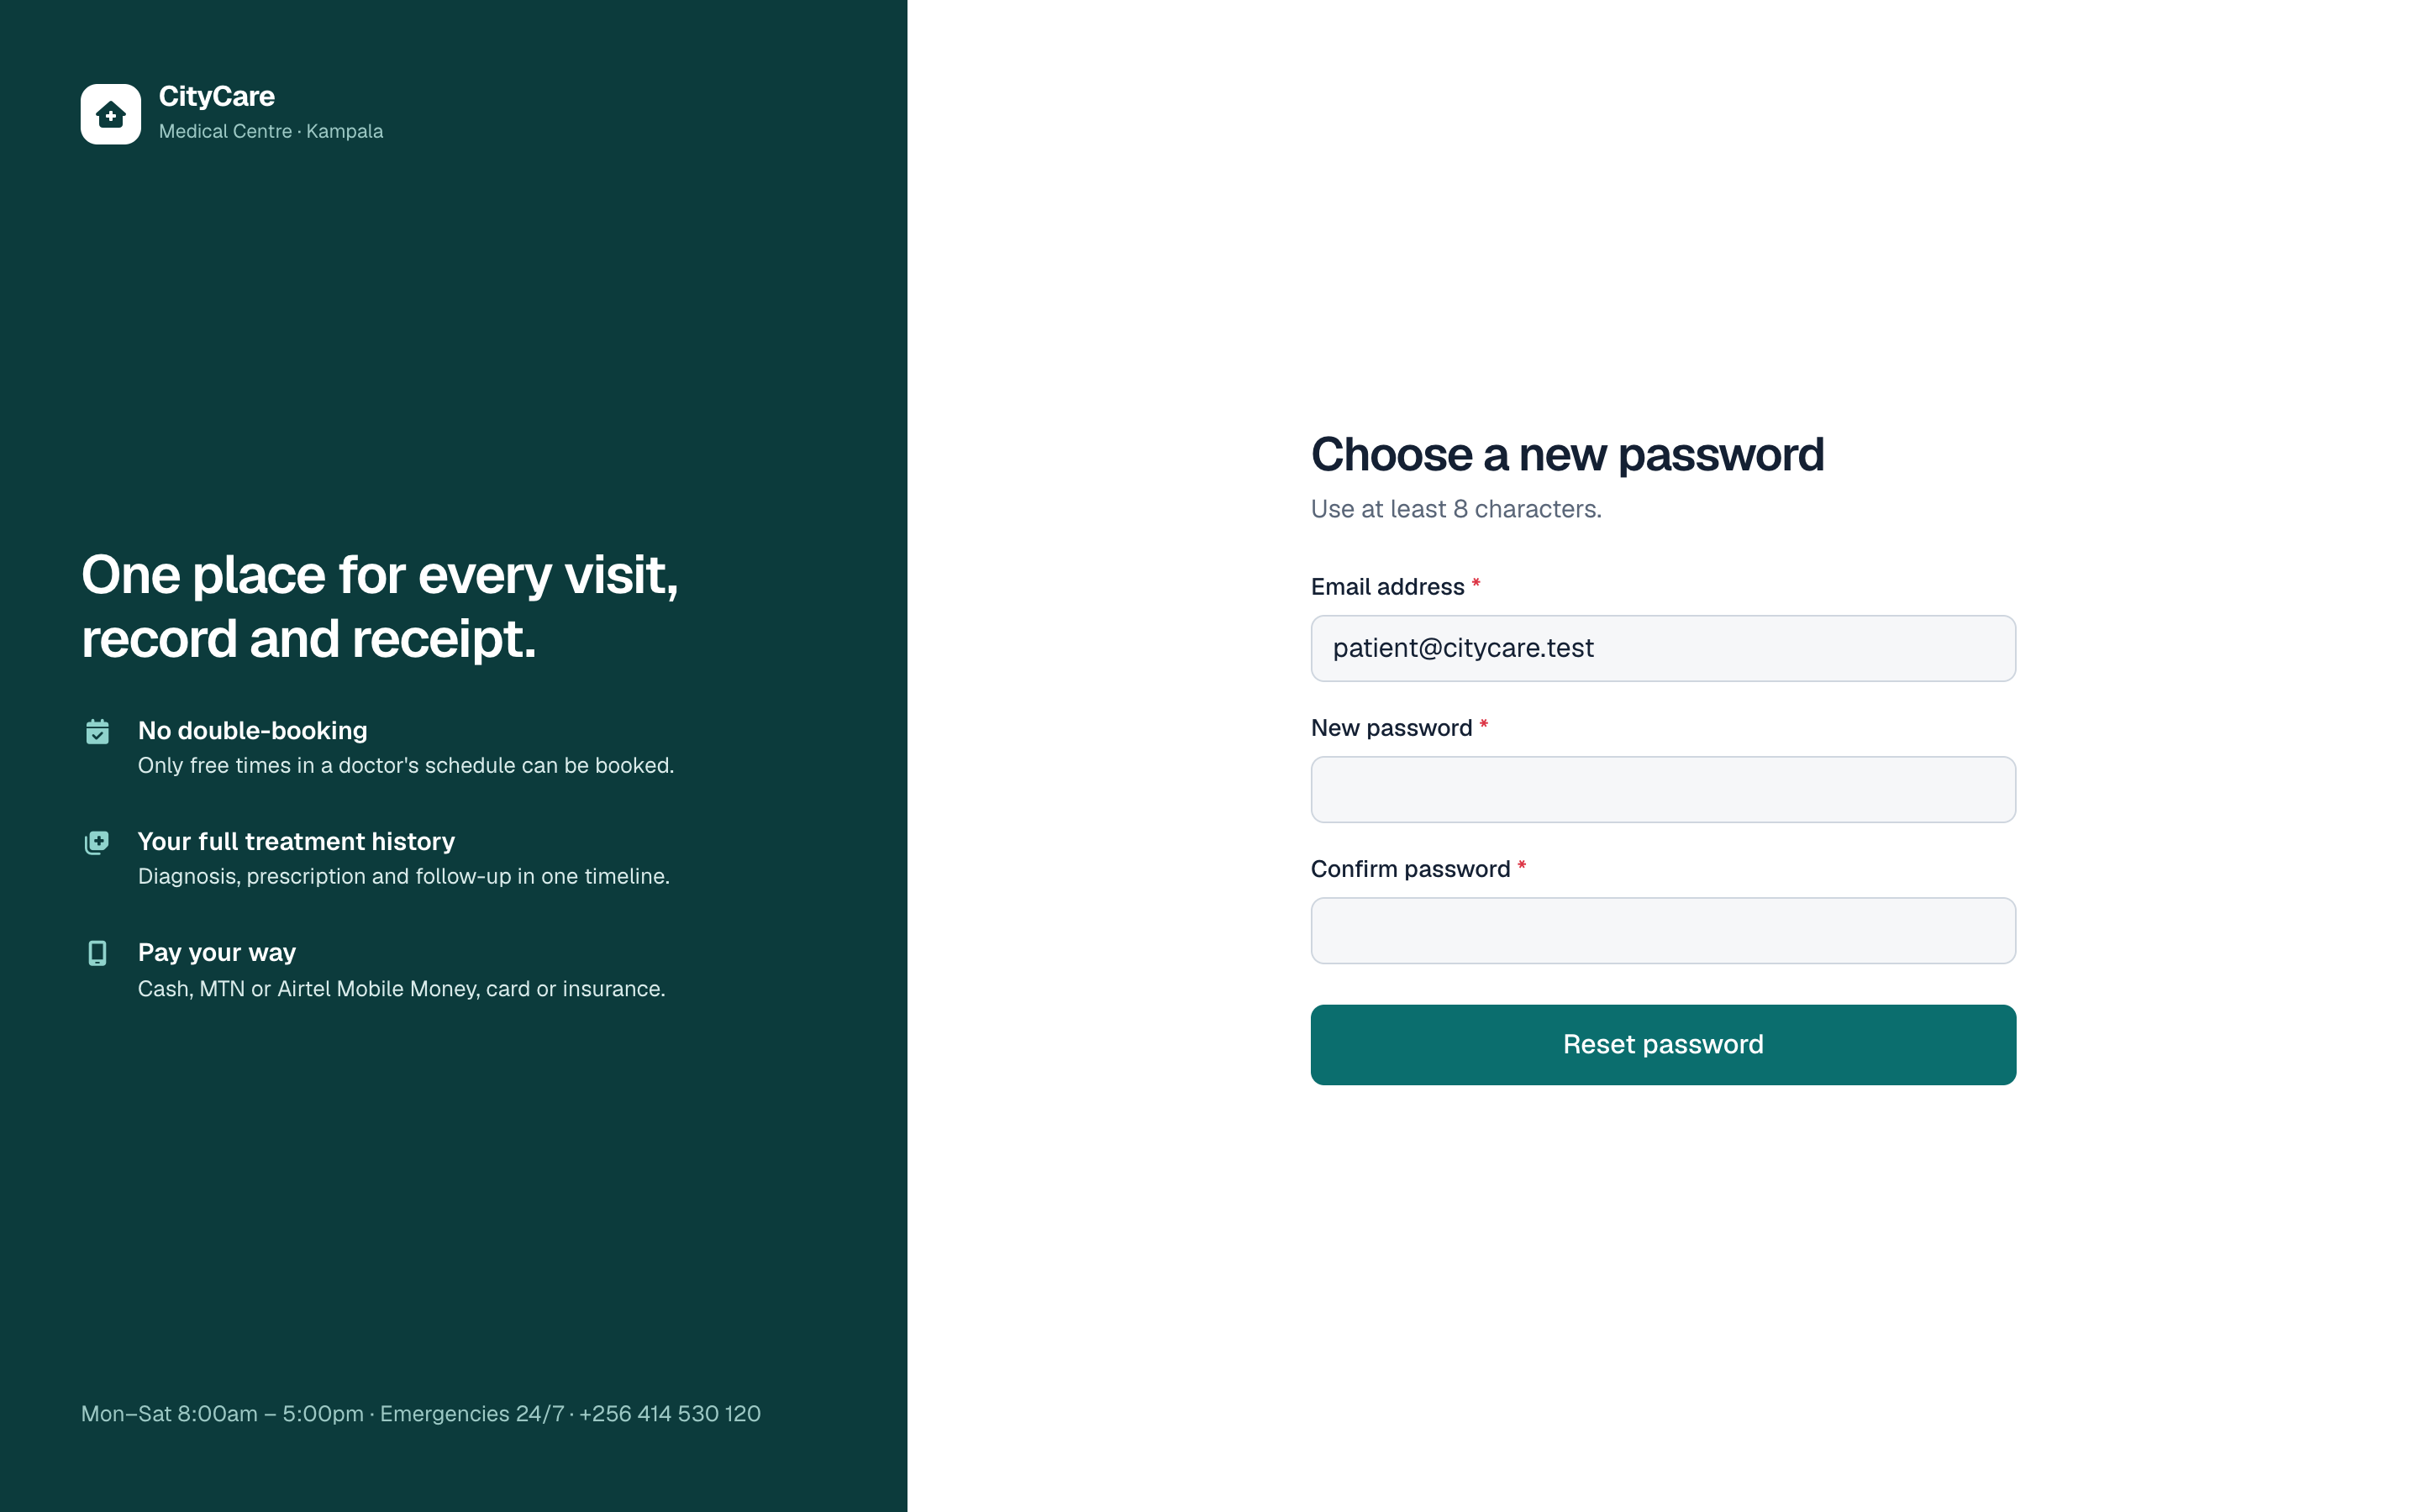 CityCare
Medical Centre · Kampala
One place for every visit,
record and receipt.
No double-booking
Only free times in a doctor's schedule can be booked.
Your full treatment history
Diagnosis, prescription and follow-up in one timeline.
Pay your way
Cash, MTN or Airtel Mobile Money, card or insurance.
Mon–Sat 8:00am – 5:00pm · Emergencies 24/7 · +256 414 530 120
Choose a new password
Use at least 8 characters.
Email address *
patient@citycare.test
New password *
Confirm password *
Reset password